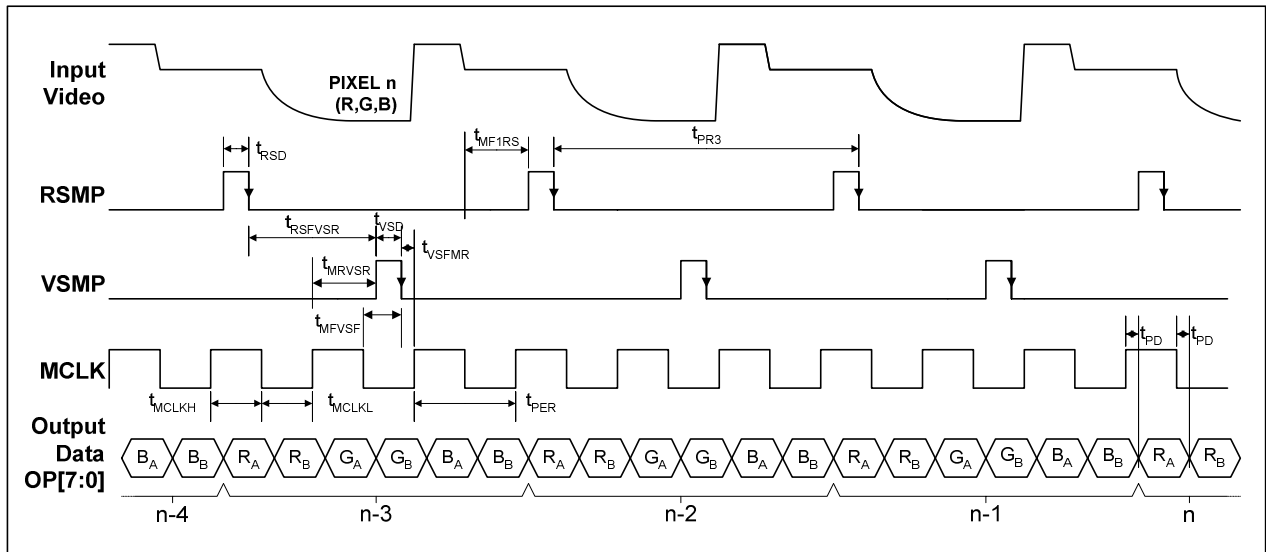 Input
Video
PIXEL n
(R,G,B)
tRSD
tMF1RS
tPR3
RSMP
tRSFVSR
tVSD
tVSFMR
tMRVSR
VSMP
tMFVSF
tPD
tPD
MCLK
tMCLKH
tMCLKL
tPER
Output
Data
OP[7:0]
BA BB RA RB GA GB BA BB RA RB GA GB BA BB RA RB GA GB BA BB RA RB
n-4 n-3 n-2 n-1 n